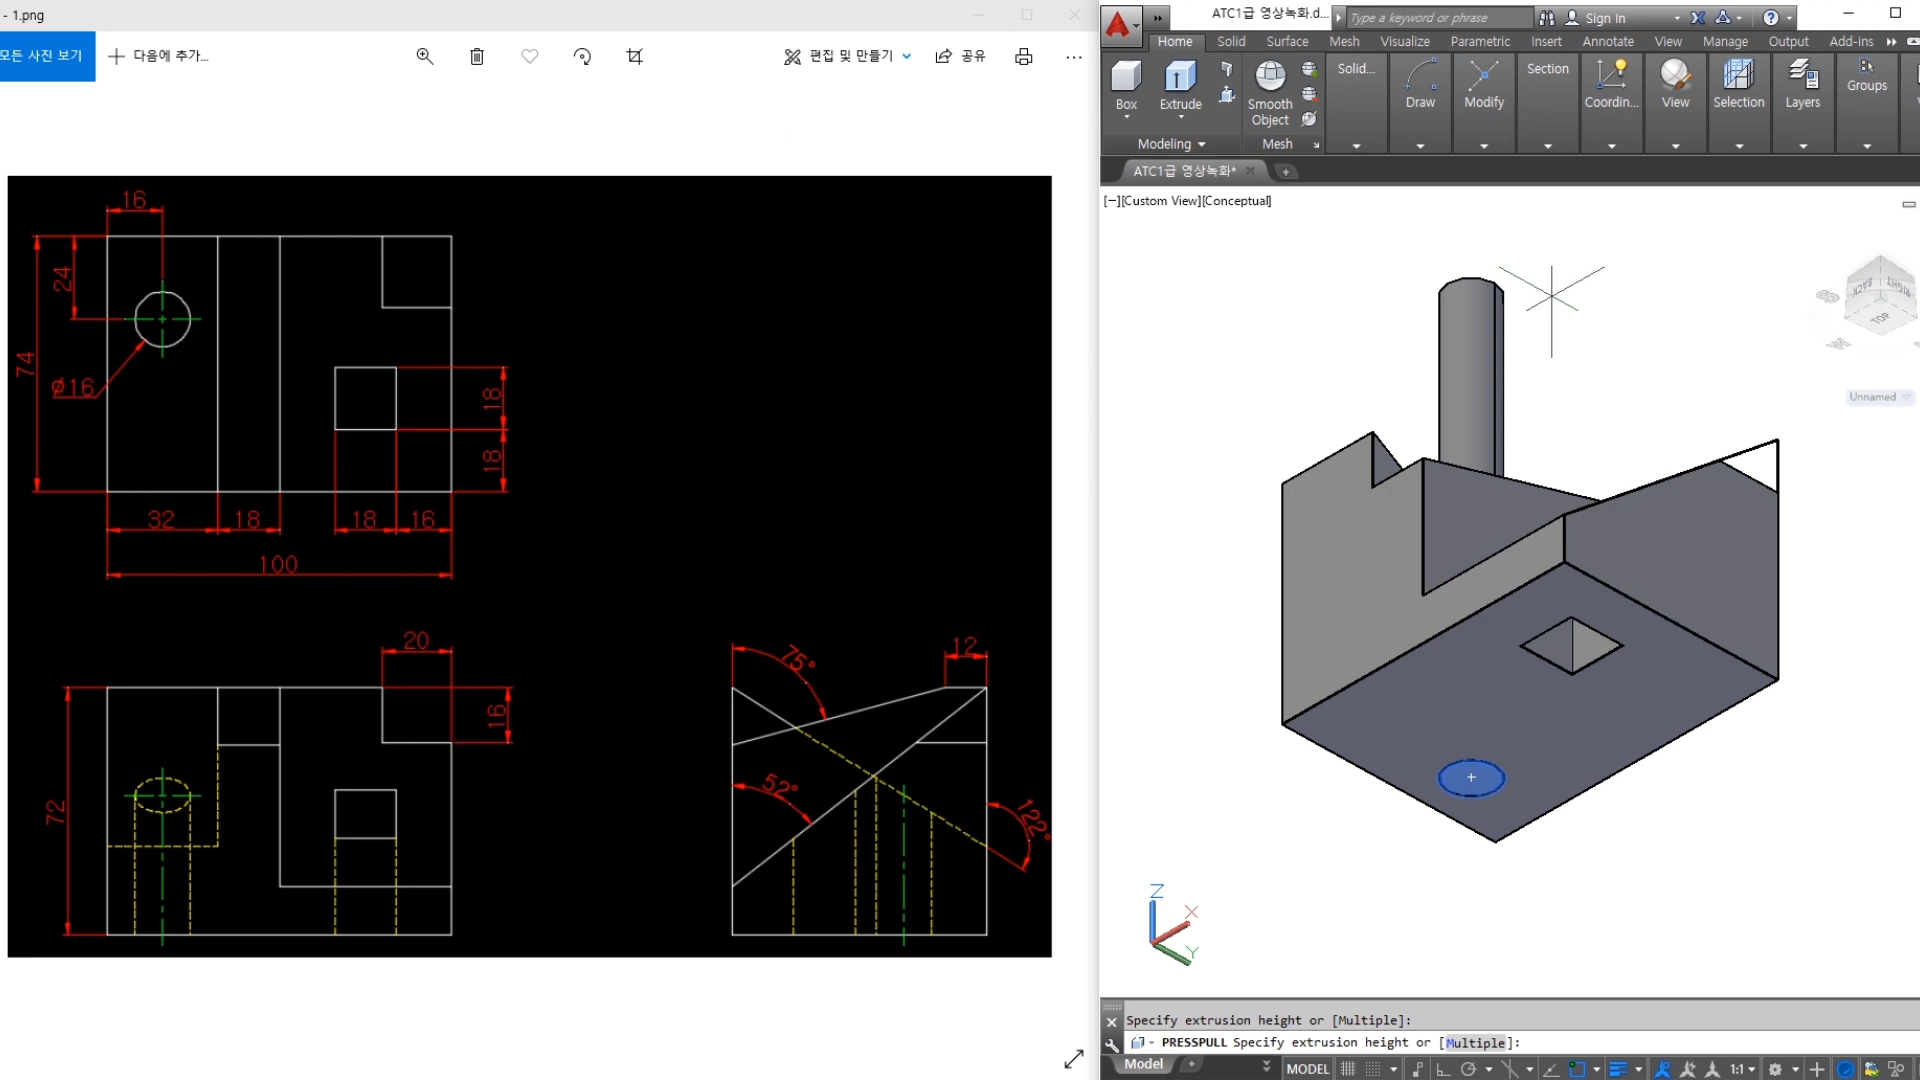 - 1.png
모든 사진 보기
다음에 추가...
편집 및 만들기
공유
16
24
74
Ø16
18
18
32
18
18
16
100
20
16
72
75°
12
52°
122°
ATC1급 영상녹화.d...
Type a keyword or phrase
Sign In
Home
Solid
Surface
Mesh
Visualize
Parametric
Insert
Annotate
View
Manage
Output
Add-ins
Box
Extrude
Smooth
Object
Solid...
Draw
Modify
Section
Coordin...
View
Selection
Layers
Groups
Modeling
Mesh
ATC1급 영상녹화*
[−][Custom View][Conceptual]
BACK
RIGHT
TOP
Unnamed
Z
X
Y
Specify extrusion height or [Multiple]:
PRESSPULL Specify extrusion height or [Multiple]:
Model
MODEL
1:1